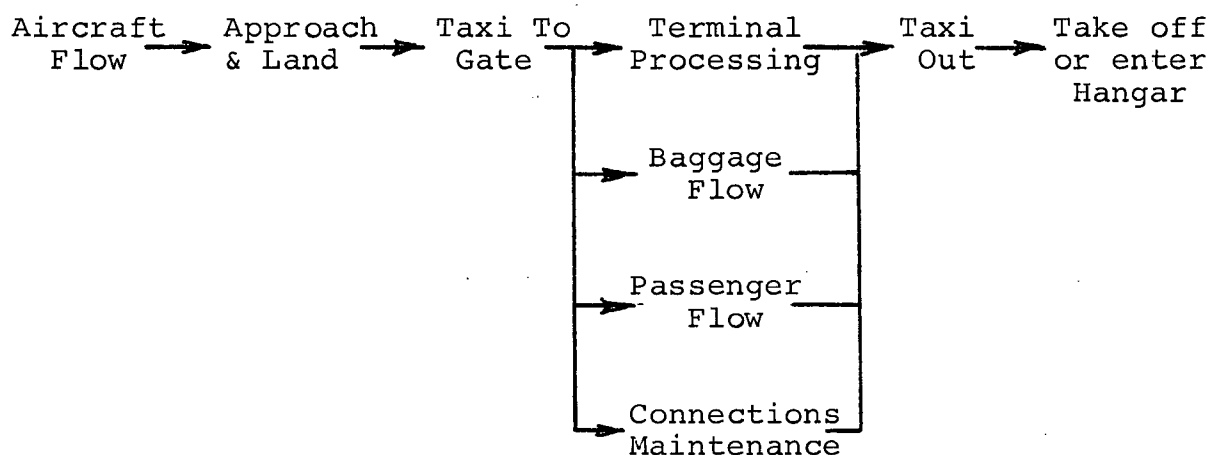 Aircraft Flow
Approach & Land
Taxi To Gate
Terminal Processing
Taxi Out
Take off or enter Hangar
Baggage Flow
Passenger Flow
Connections Maintenance